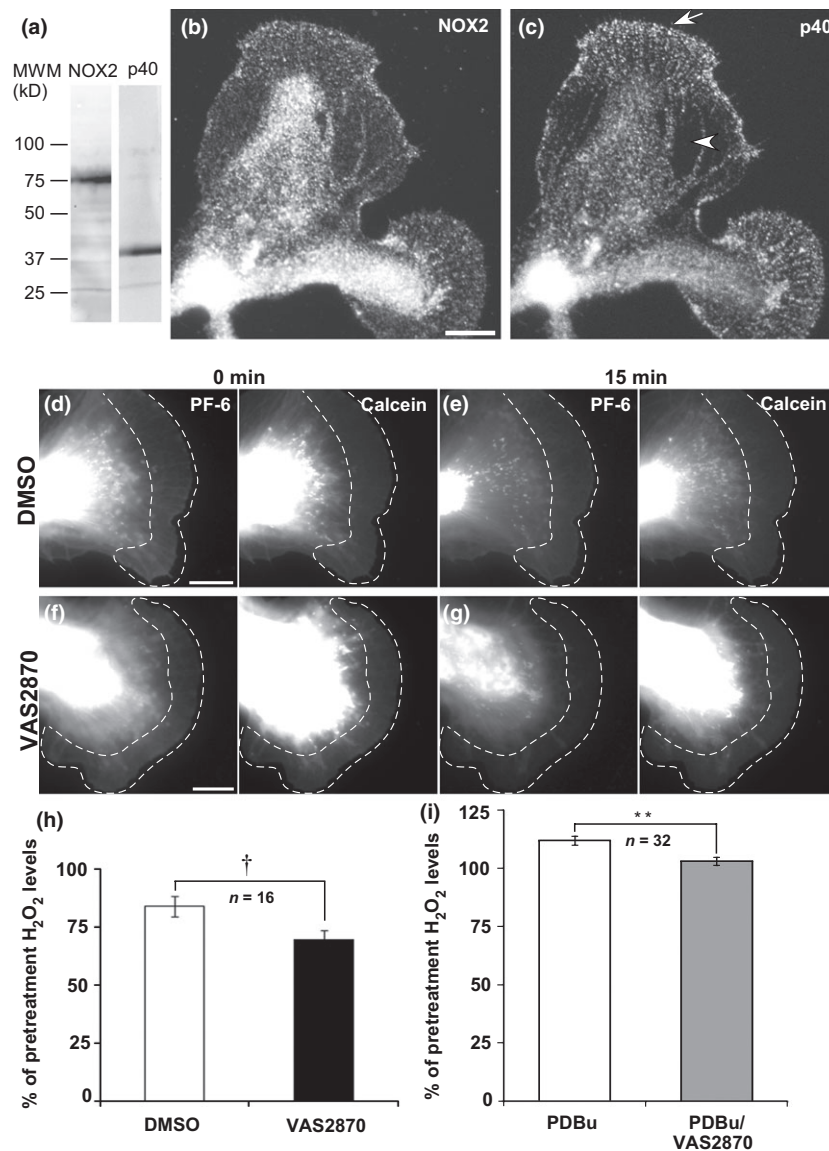 (a)
MWM NOX2 p40
(kD)
100
75
50
37
25
(b) NOX2
(c) p40
0 min 15 min
(d) PF-6 Calcein
(e) PF-6 Calcein
DMSO
(f) (g)
VAS2870
(h)
% of pretreatment H₂O₂ levels
100
75
50
25
0
†
n = 16
DMSO VAS2870
(i)
% of pretreatment H₂O₂ levels
125
100
75
50
25
0
**
n = 32
PDBu PDBu/
VAS2870